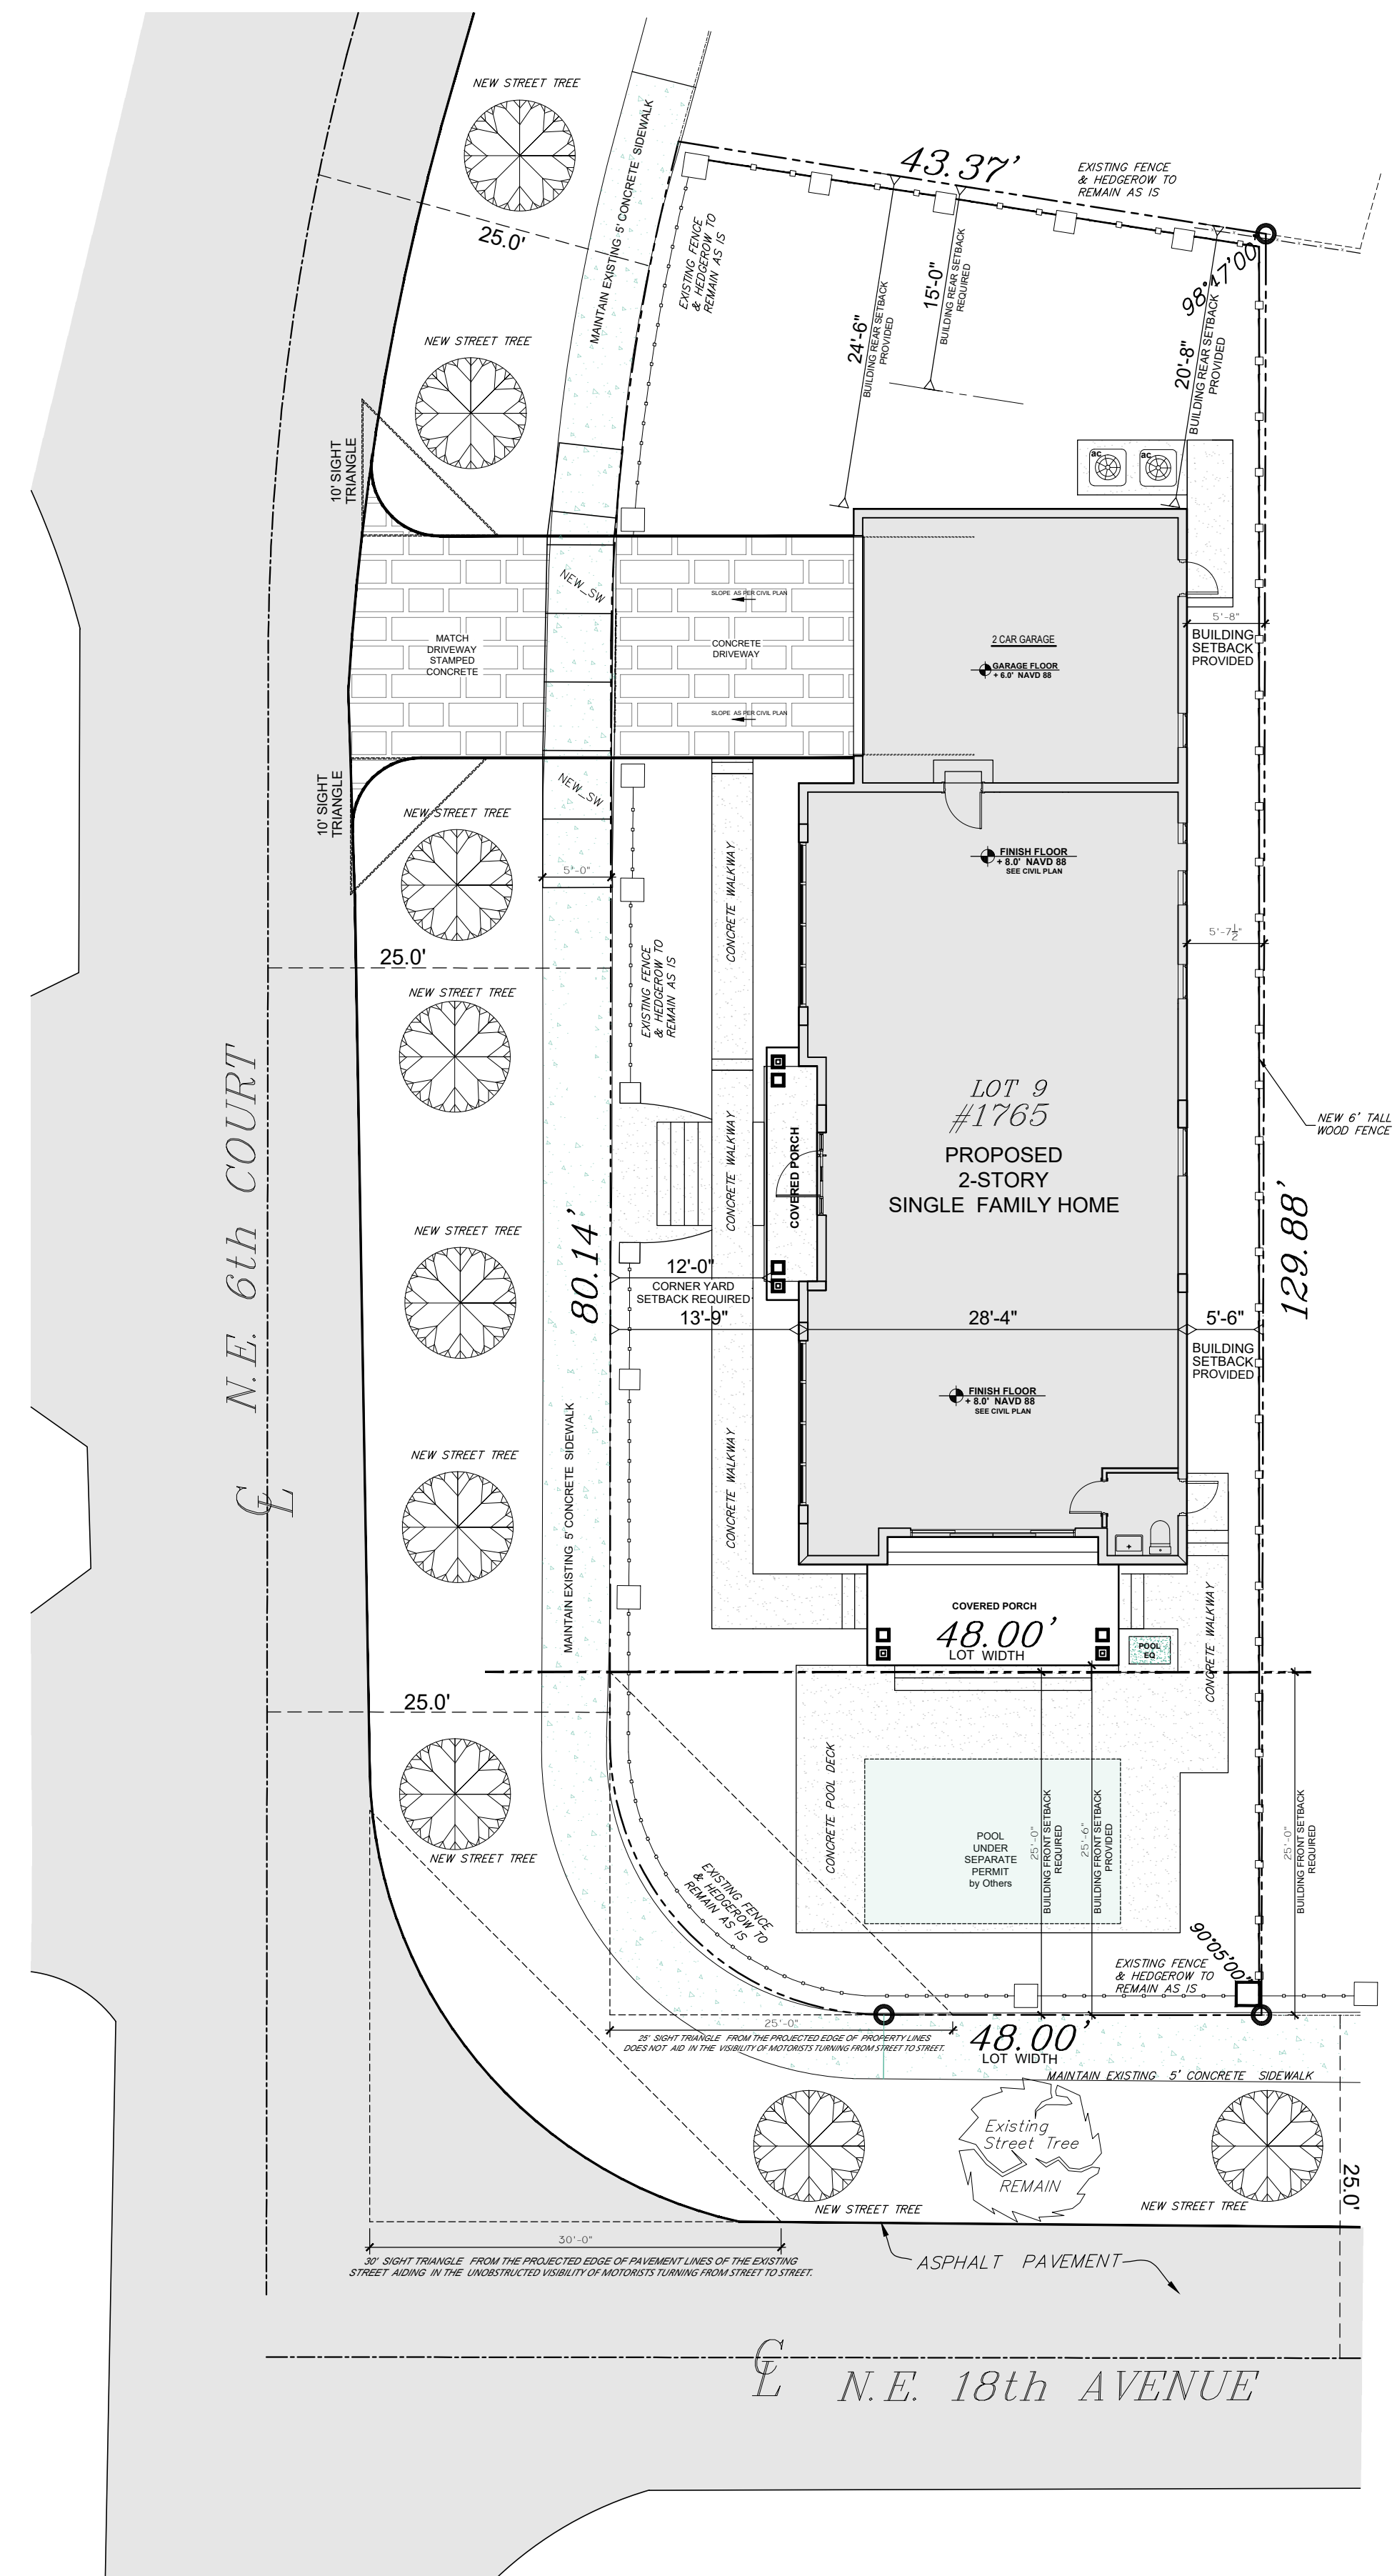 NEW STREET TREE
MAINTAIN EXISTING 5' CONCRETE SIDEWALK
43.37'
EXISTING FENCE
& HEDGEROW TO
REMAIN AS IS
25.0'
EXISTING FENCE
& HEDGEROW TO
REMAIN AS IS
24'-6"
BUILDING REAR SETBACK
PROVIDED
15'-0"
BUILDING REAR SETBACK
REQUIRED
98°17'00"
20'-8"
BUILDING REAR SETBACK
PROVIDED
NEW STREET TREE
10' SIGHT
TRIANGLE
ac
ac
NEW_SW
SLOPE AS PER CIVIL PLAN
MATCH
DRIVEWAY
STAMPED
CONCRETE
CONCRETE
DRIVEWAY
SLOPE AS PER CIVIL PLAN
2 CAR GARAGE
GARAGE FLOOR
+ 6.0' NAVD 88
5'-8"
BUILDING
SETBACK
PROVIDED
10' SIGHT
TRIANGLE
NEW_SW
NEW STREET TREE
5'-0"
CONCRETE WALKWAY
FINISH FLOOR
+ 8.0' NAVD 88
SEE CIVIL PLAN
5'-7½"
25.0'
EXISTING FENCE
& HEDGEROW TO
REMAIN AS IS
NEW STREET TREE
N.E. 6th COURT
CL
LOT 9
#1765
PROPOSED
2-STORY
SINGLE FAMILY HOME
NEW 6' TALL
WOOD FENCE
CONCRETE WALKWAY
COVERED PORCH
NEW STREET TREE
80.14'
129.88'
12'-0"
CORNER YARD
SETBACK REQUIRED
13'-9"
28'-4"
5'-6"
BUILDING
SETBACK
PROVIDED
FINISH FLOOR
+ 8.0' NAVD 88
SEE CIVIL PLAN
NEW STREET TREE
MAINTAIN EXISTING 5' CONCRETE SIDEWALK
CONCRETE WALKWAY
COVERED PORCH
48.00'
LOT WIDTH
POOL
EQ
CONCRETE WALKWAY
25.0'
CONCRETE POOL DECK
POOL
UNDER
SEPARATE
PERMIT
by Others
25'-0"
BUILDING FRONT SETBACK
REQUIRED
25'-6"
BUILDING FRONT SETBACK
PROVIDED
25'-0"
BUILDING FRONT SETBACK
REQUIRED
NEW STREET TREE
EXISTING FENCE
& HEDGEROW TO
REMAIN AS IS
90°05'00"
EXISTING FENCE
& HEDGEROW TO
REMAIN AS IS
25'-0"
25' SIGHT TRIANGLE FROM THE PROJECTED EDGE OF PROPERTY LINES
DOES NOT AID IN THE VISIBILITY OF MOTORISTS TURNING FROM STREET TO STREET.
48.00'
LOT WIDTH
MAINTAIN EXISTING 5' CONCRETE SIDEWALK
Existing
Street Tree
REMAIN
NEW STREET TREE
NEW STREET TREE
25.0'
30'-0"
30' SIGHT TRIANGLE FROM THE PROJECTED EDGE OF PAVEMENT LINES OF THE EXISTING
STREET AIDING IN THE UNOBSTRUCTED VISIBILITY OF MOTORISTS TURNING FROM STREET TO STREET.
ASPHALT PAVEMENT
CL
N.E. 18th AVENUE